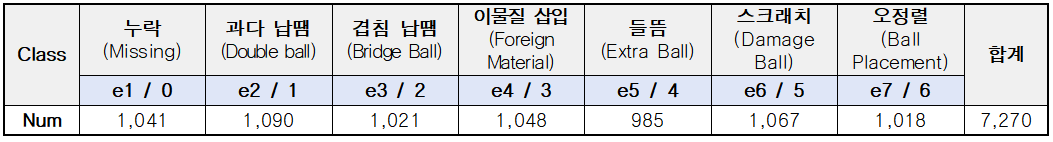 Class
누락
(Missing)
과다 납땜
(Double ball)
겹침 납땜
(Bridge Ball)
이물질 삽입
(Foreign
Material)
들뜸
(Extra Ball)
스크래치
(Damage
Ball)
오정렬
(Ball
Placement)
합계
e1 / 0
e2 / 1
e3 / 2
e4 / 3
e5 / 4
e6 / 5
e7 / 6
Num
1,041
1,090
1,021
1,048
985
1,067
1,018
7,270